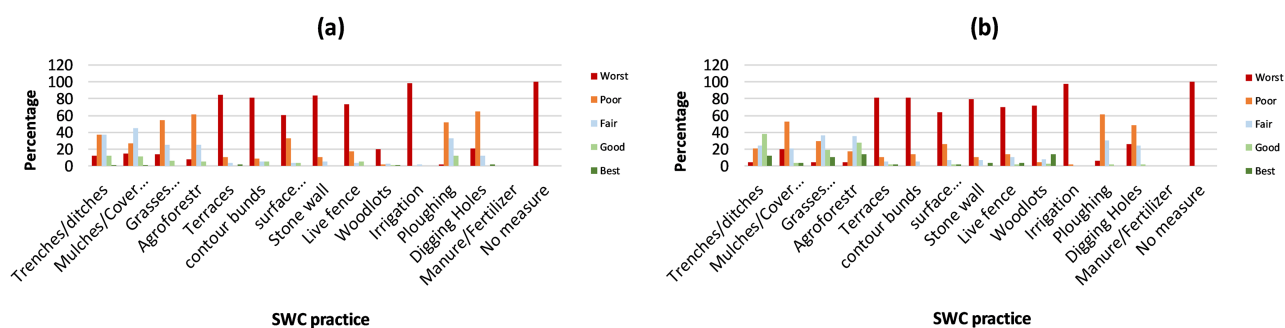 (a)
Percentage
120
100
80
60
40
20
0
Trenches/ditches
Mulches/Cover...
Grasses...
Agroforestr
Terraces
contour bunds
surface...
Stone wall
Live fence
Woodlots
Irrigation
Ploughing
Digging Holes
Manure/Fertilizer
No measure
SWC practice
Worst
Poor
Fair
Good
Best
(b)
Percentage
120
100
80
60
40
20
0
Trenches/ditches
Mulches/Cover...
Grasses...
Agroforestr
Terraces
contour bunds
surface...
Stone wall
Live fence
Woodlots
Irrigation
Ploughing
Digging Holes
Manure/Fertilizer
No measure
SWC practice
Worst
Poor
Fair
Good
Best